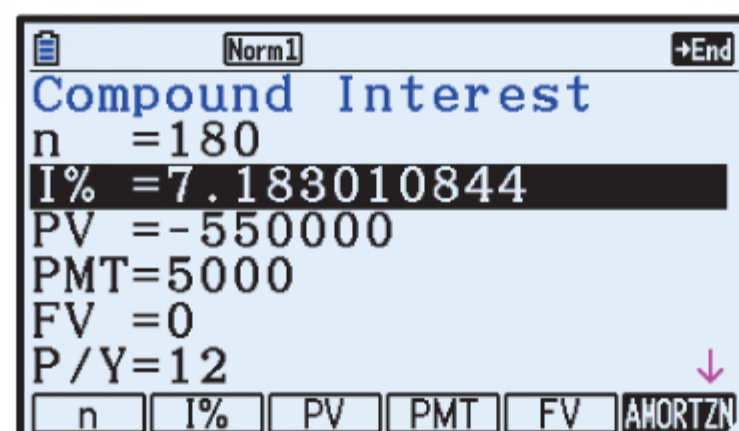 Norm1 →End
Compound Interest
n =180
I% =7.183010844
PV =-550000
PMT=5000
FV =0
P/Y=12 ↓
n I% PV PMT FV AMORTZN